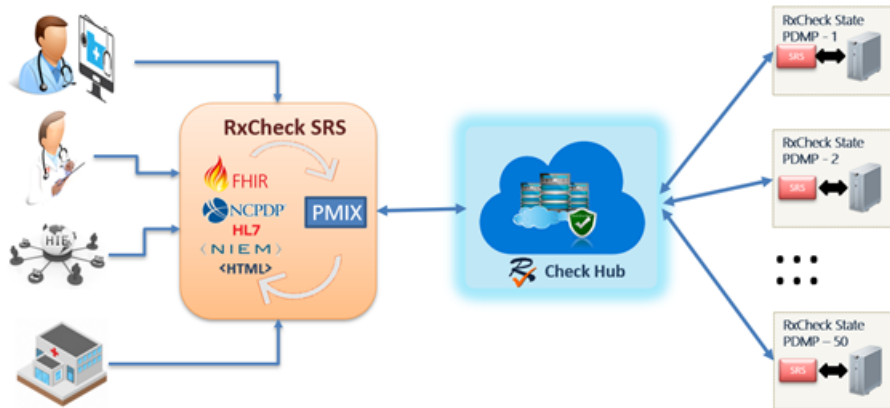 HIE
RxCheck SRS
FHIR
NCPDP
HL7
<NIEM>
<HTML>
PMIX
Rx Check Hub
RxCheck State
PDMP - 1
SRS
RxCheck State
PDMP - 2
SRS
RxCheck State
PDMP – 50
SRS